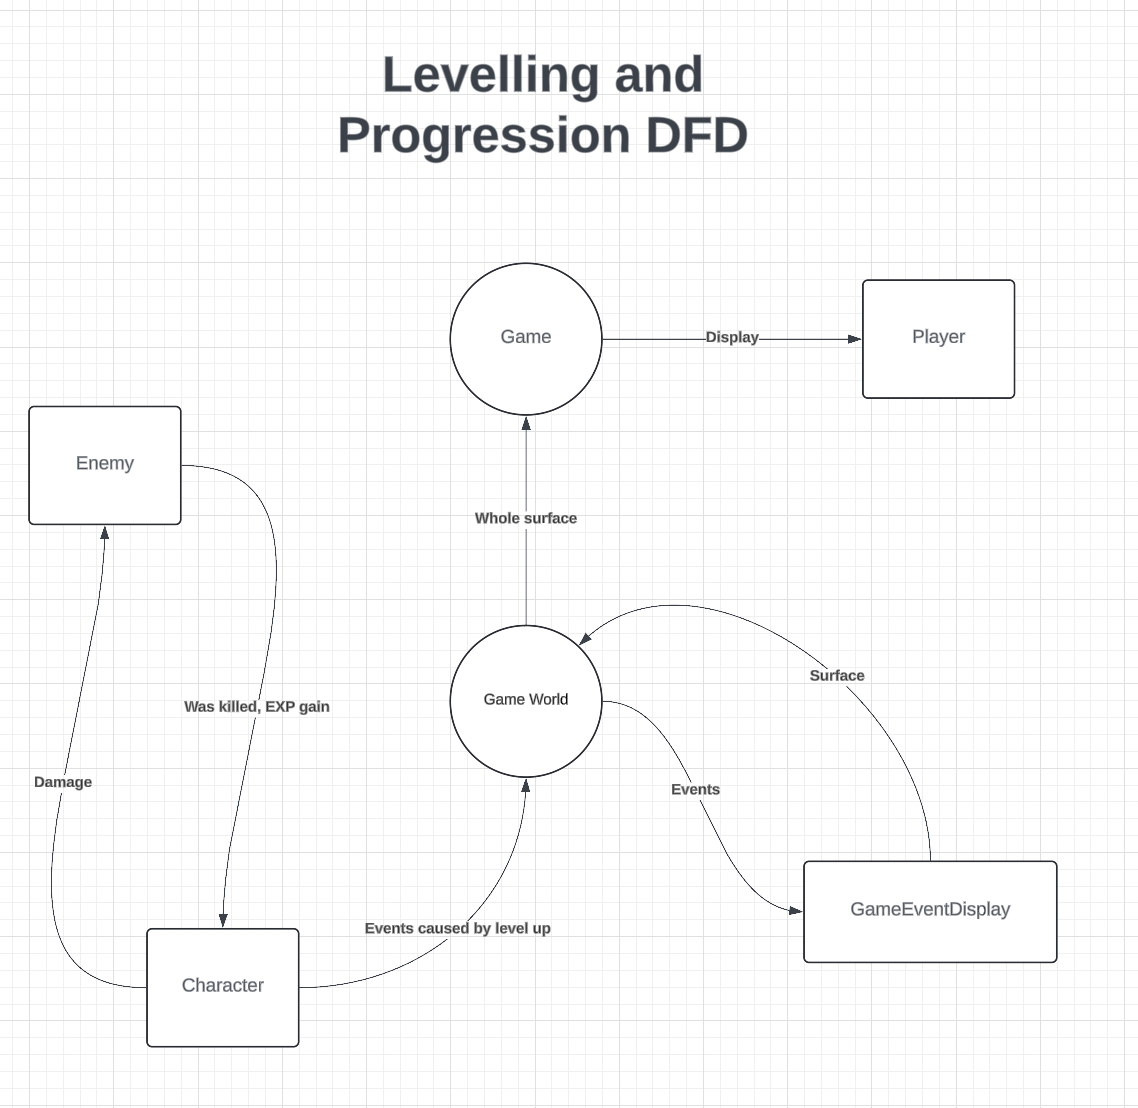 Levelling and
Progression DFD
Game
Display
Player
Enemy
Whole surface
Surface
Game World
Was killed, EXP gain
Damage
Events
GameEventDisplay
Events caused by level up
Character